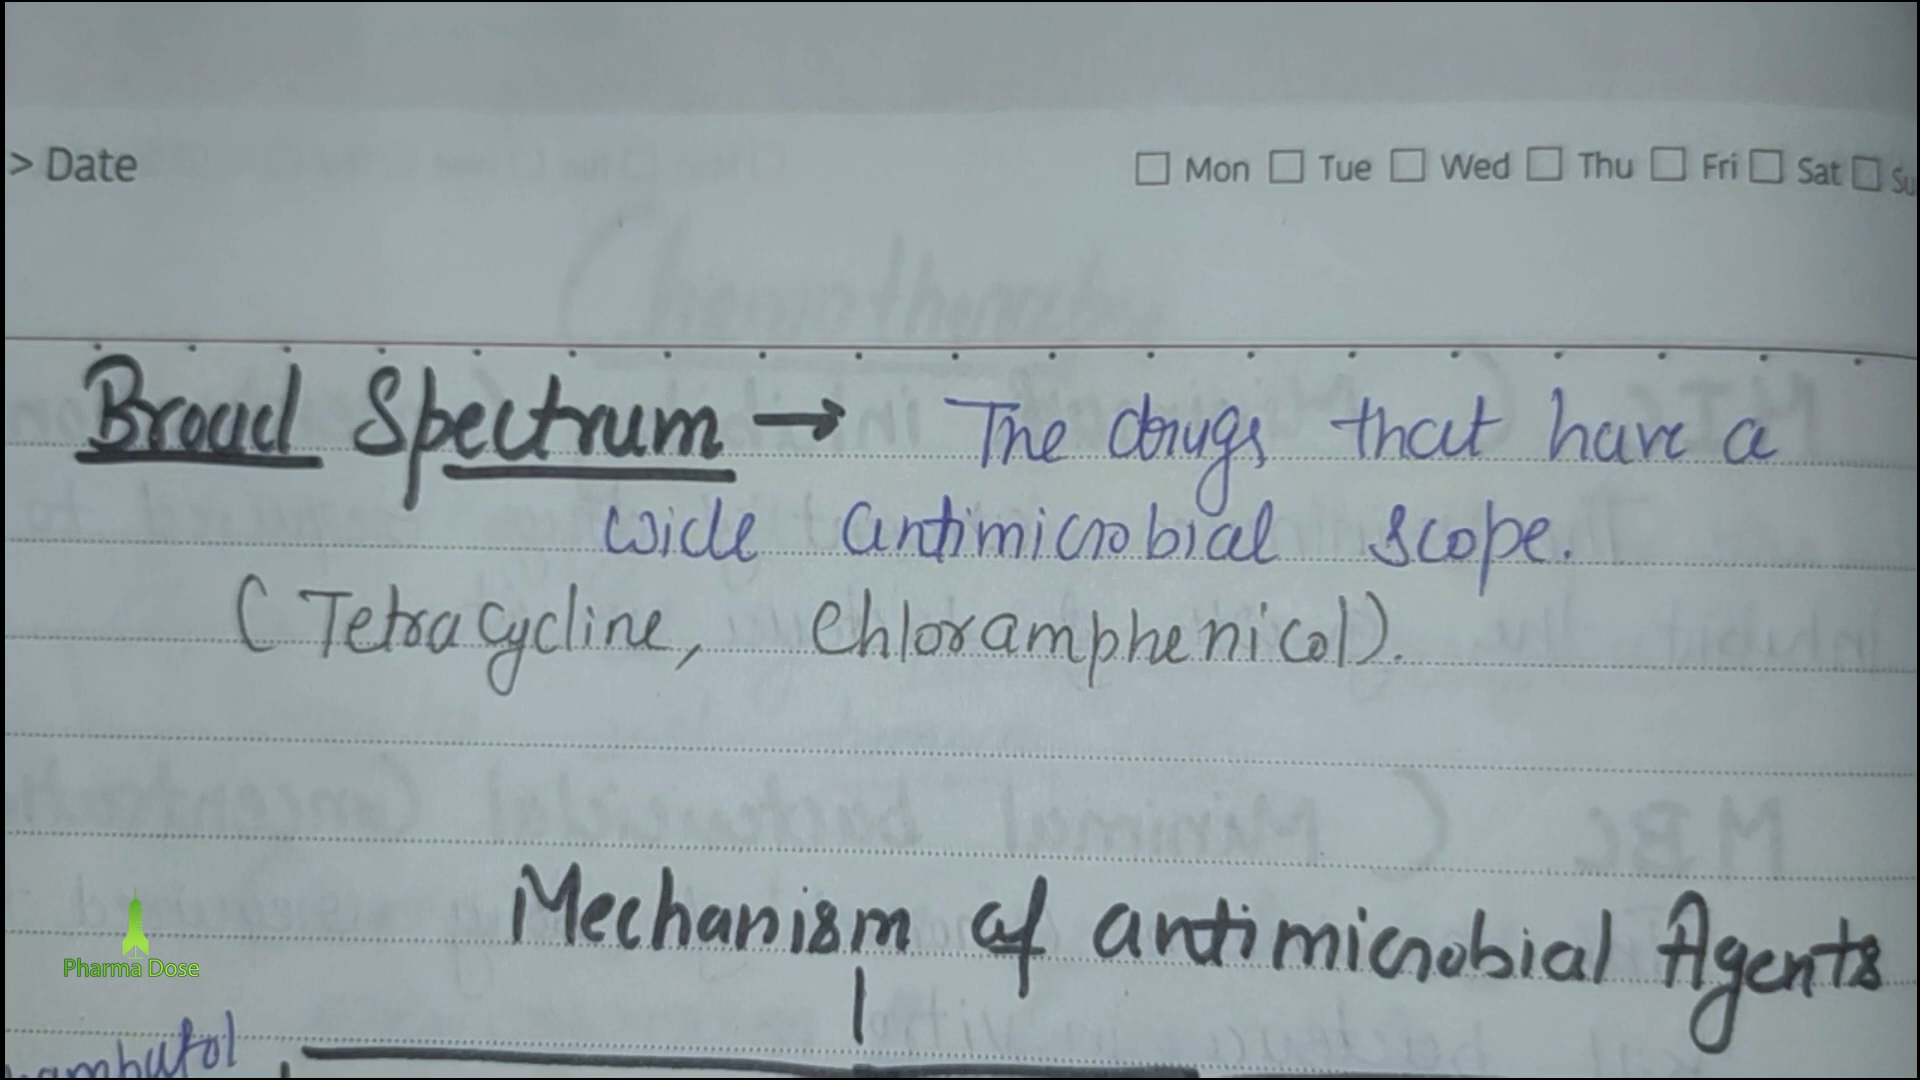 > Date
Mon Tue Wed Thu Fri Sat Su
Broad Spectrum → The drugs that have a
wide antimicrobial scope.
(Tetracycline, Chloramphenicol).
Mechanism of antimicrobial Agents
Pharma Dose